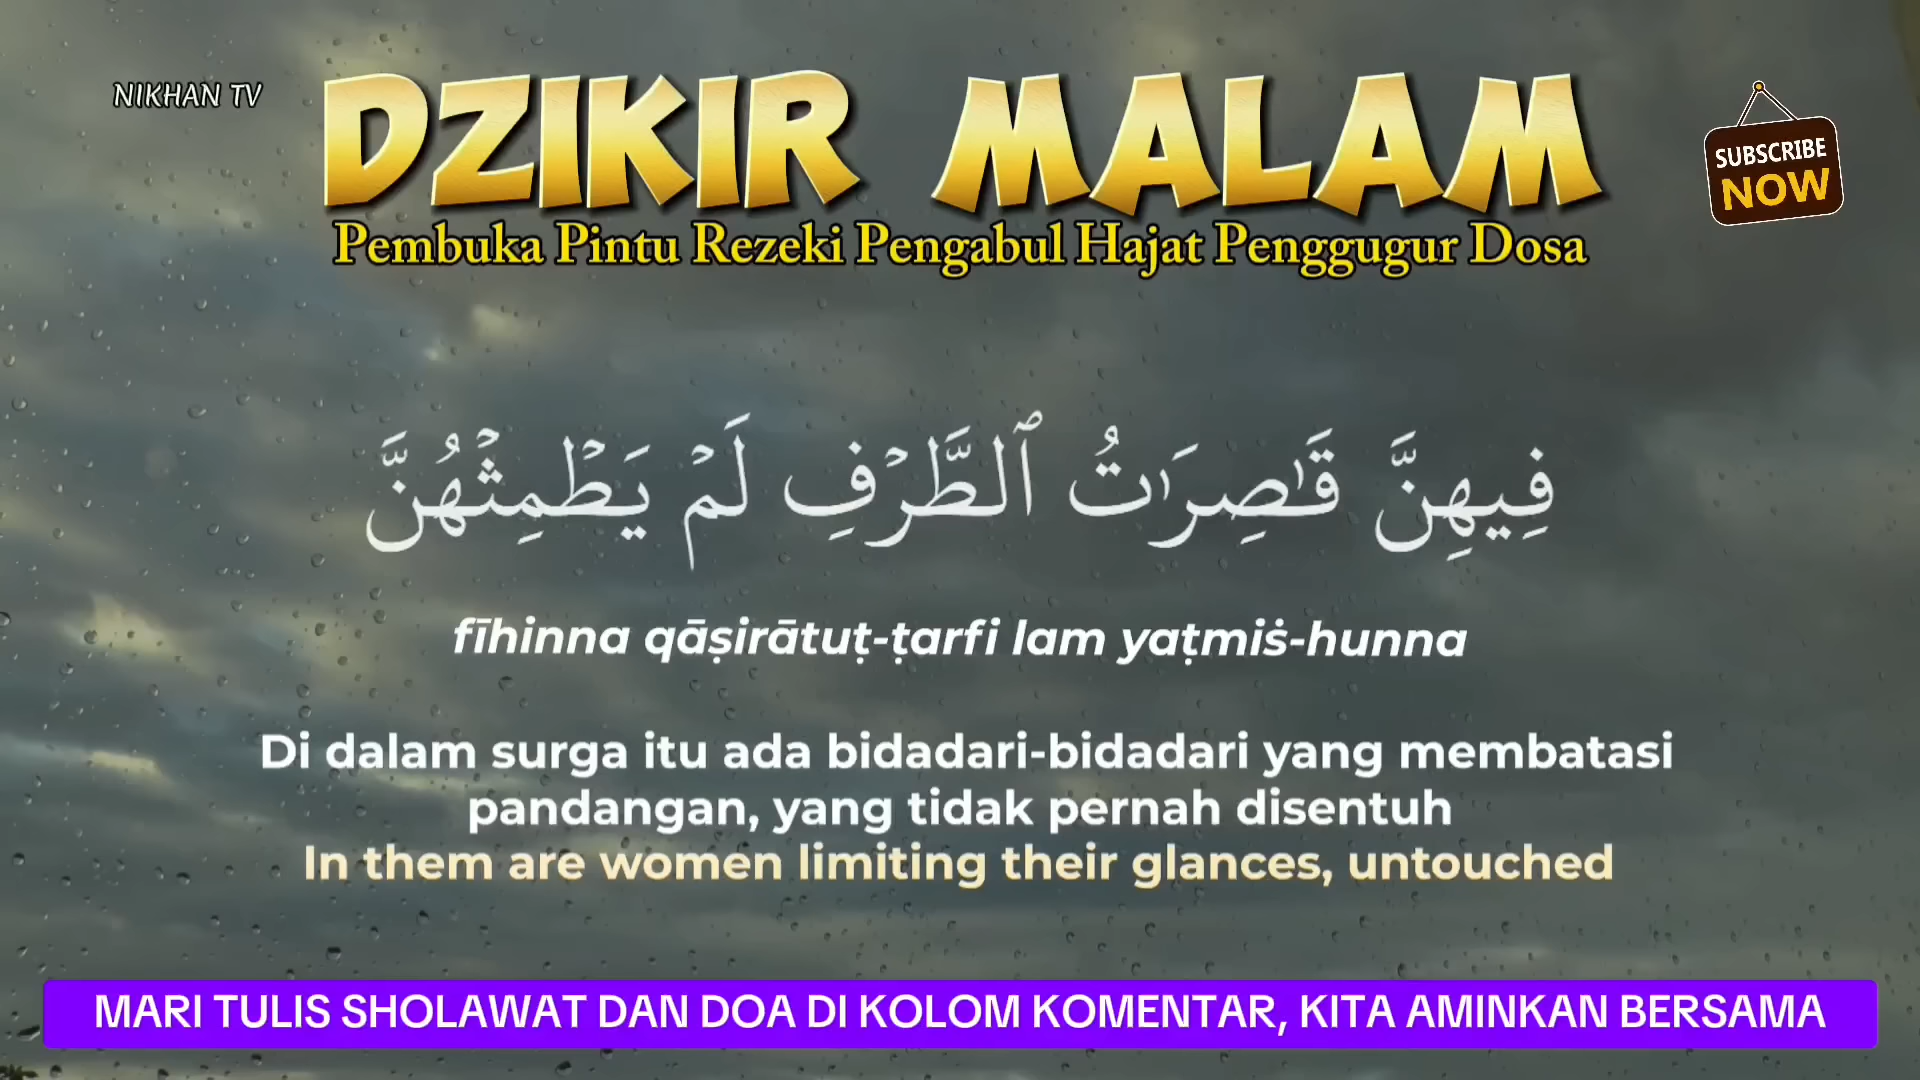 NIKHAN TV
DZIKIR MALAM
SUBSCRIBE
NOW
Pembuka Pintu Rezeki Pengabul Hajat Penggugur Dosa
فِيهِنَّ قَٰصِرَٰتُ ٱلطَّرْفِ لَمْ يَطْمِثْهُنَّ
fīhinna qāṣirātuṭ-ṭarfi lam yaṭmiṡ-hunna
Di dalam surga itu ada bidadari-bidadari yang membatasi
pandangan, yang tidak pernah disentuh
In them are women limiting their glances, untouched
MARI TULIS SHOLAWAT DAN DOA DI KOLOM KOMENTAR, KITA AMINKAN BERSAMA